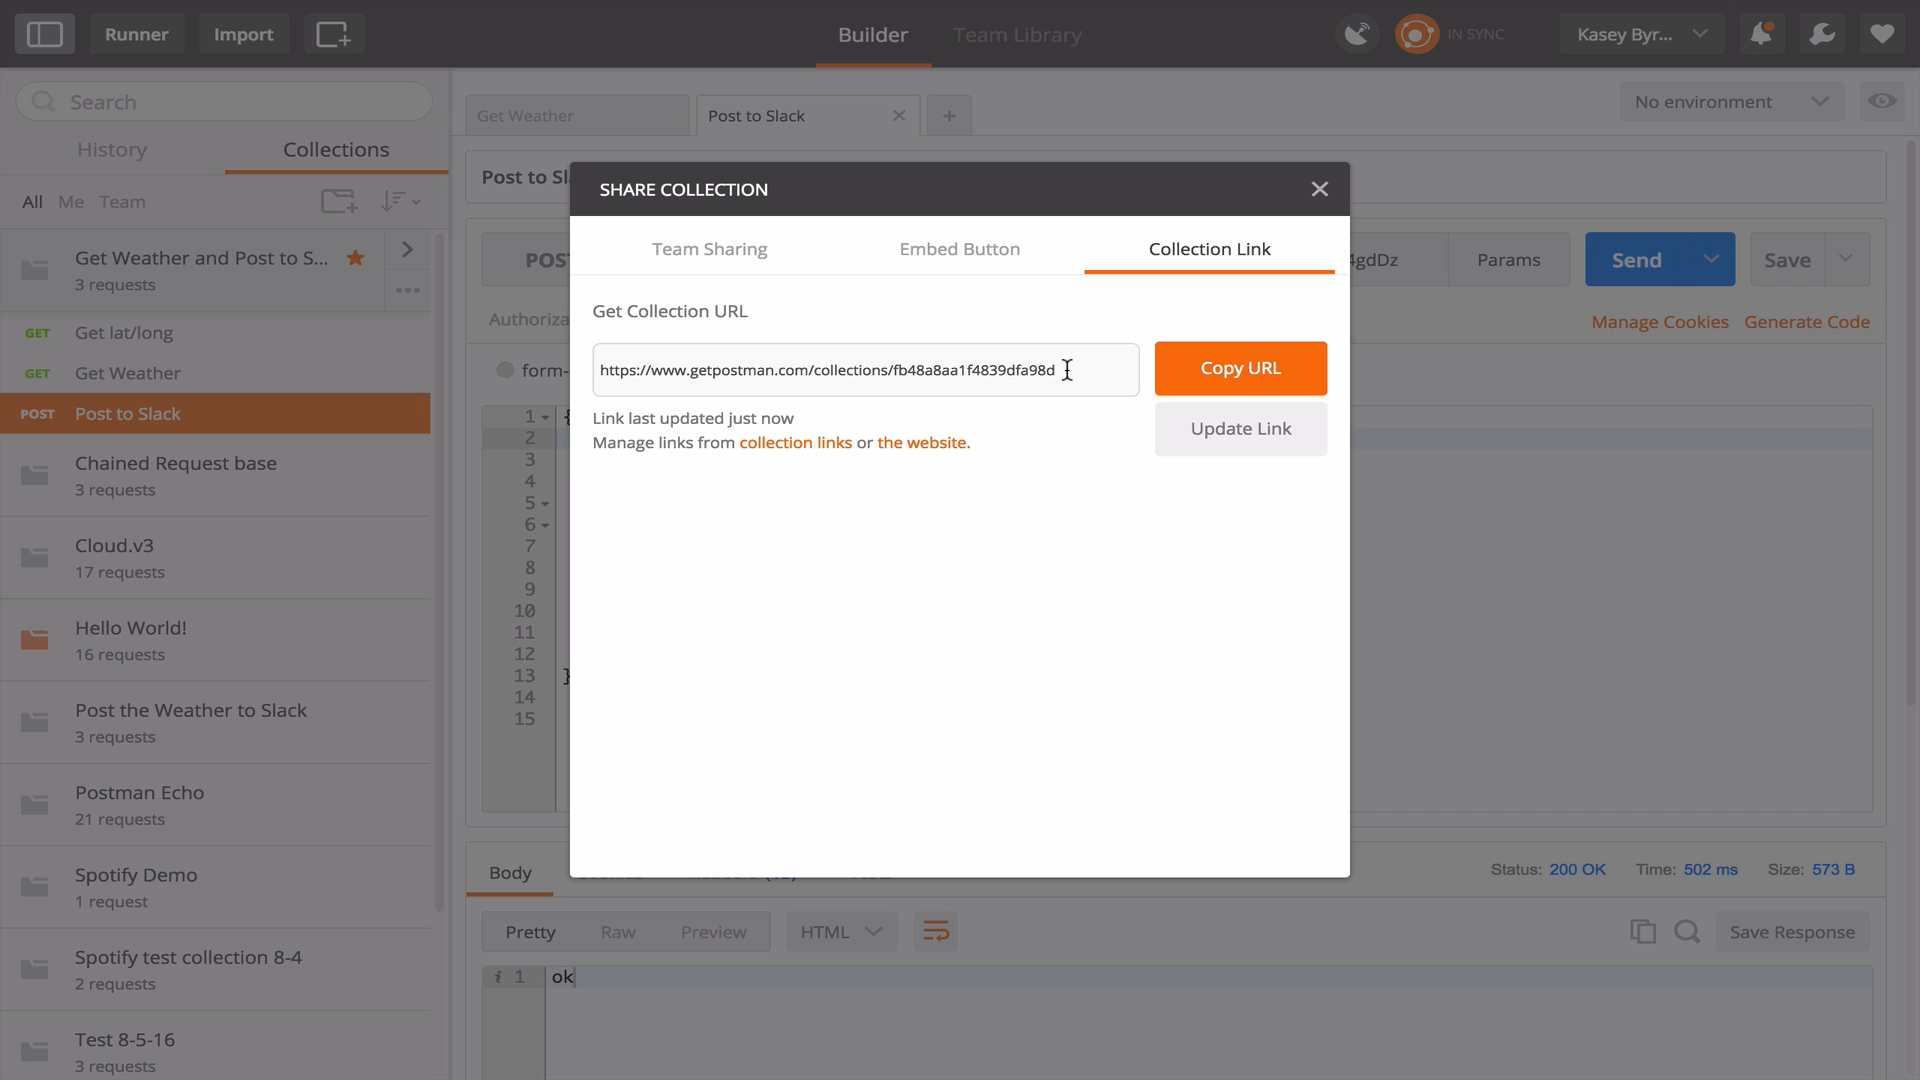 Runner
Import
Builder
Team Library
IN SYNC
Kasey Byr...
Search
History
Collections
All Me Team
Get Weather and Post to S...
3 requests
GET Get lat/long
GET Get Weather
POST Post to Slack
Chained Request base
3 requests
Cloud.v3
17 requests
Hello World!
16 requests
Post the Weather to Slack
3 requests
Postman Echo
21 requests
Spotify Demo
1 request
Spotify test collection 8-4
2 requests
Test 8-5-16
3 requests
Get Weather
Post to Slack
+
No environment
Post to Sl
POS
4gdDz
Params
Send
Save
Authoriza
Manage Cookies
Generate Code
form-
SHARE COLLECTION
Team Sharing
Embed Button
Collection Link
Get Collection URL
https://www.getpostman.com/collections/fb48a8aa1f4839dfa98d
Copy URL
Link last updated just now
Update Link
Manage links from collection links or the website.
1 {
2
3
4
5
6
7
8
9
10
11
12
13 }
14
15
Body
Status: 200 OK
Time: 502 ms
Size: 573 B
Pretty
Raw
Preview
HTML
Save Response
i 1 ok